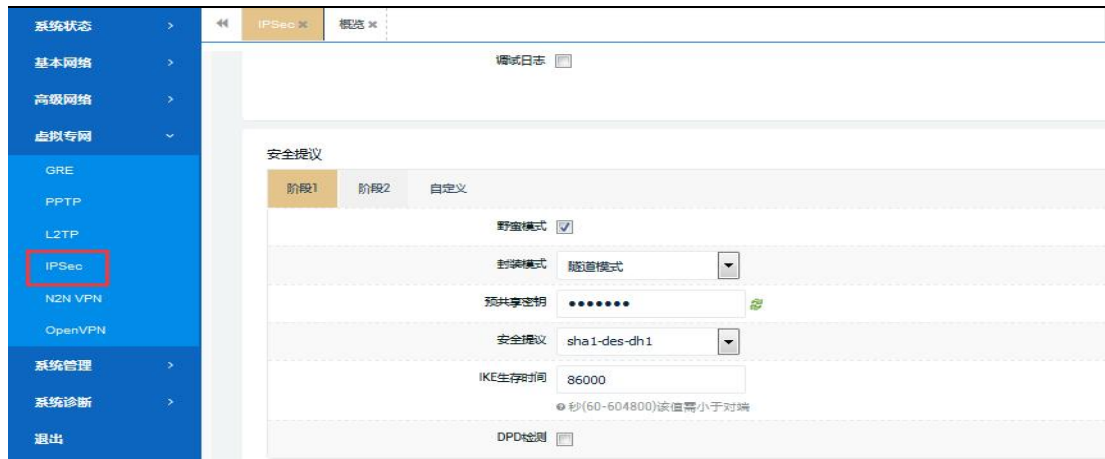 系统状态
基本网络
高级网络
虚拟专网
GRE
PPTP
L2TP
IPSec
N2N VPN
OpenVPN
系统管理
系统诊断
退出
IPSec 概览
调试日志
安全提议
阶段1 阶段2 自定义
野蛮模式
封装模式 隧道模式
预共享密钥 •••••••
安全提议 sha1-des-dh1
IKE生存时间 86000
秒(60-604800)该值需小于对端
DPD检测